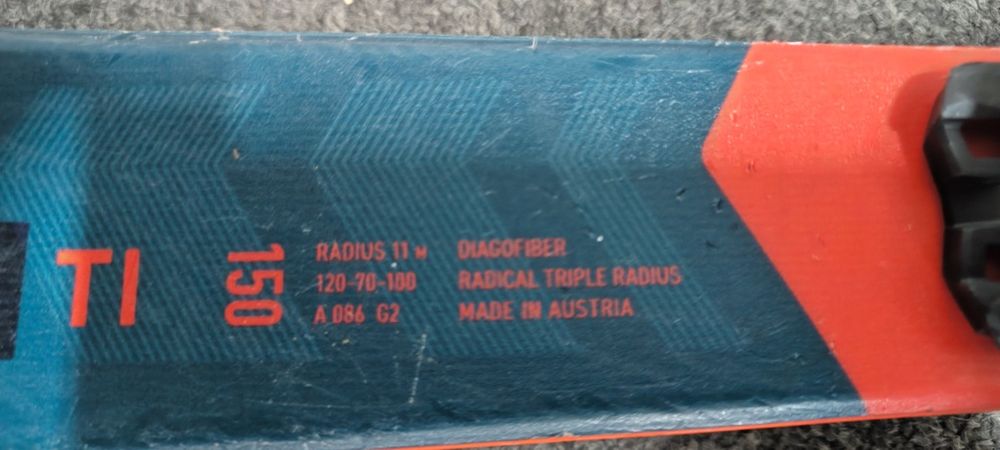 TI
150
RADIUS 11 M
120-70-100
A 086 G2
DIAGOFIBER
RADICAL TRIPLE RADIUS
MADE IN AUSTRIA